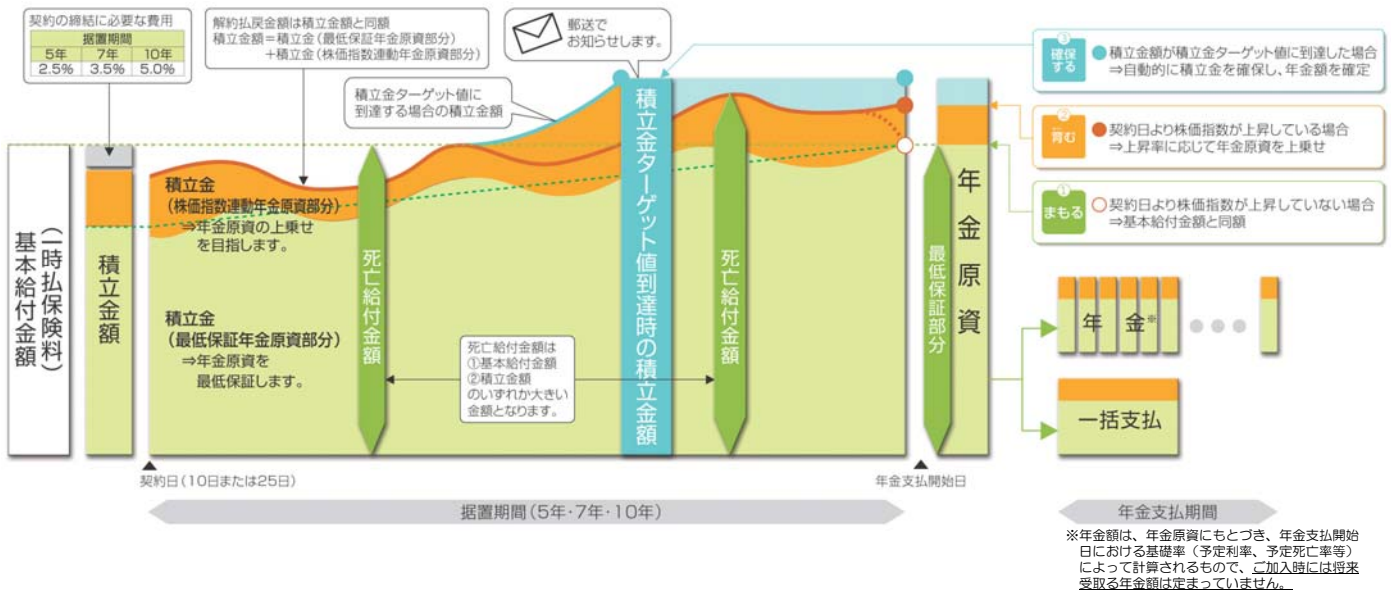 契約の締結に必要な費用
据置期間
5年 7年 10年
2.5% 3.5% 5.0%
解約払戻金額は積立金額と同額
積立金額＝積立金（最低保証年金原資部分）
＋積立金（株価指数連動年金原資部分）
郵送で
お知らせします。
積立金ターゲット値に
到達する場合の積立金額
③
確保
する
積立金額が積立金ターゲット値に到達した場合
⇒自動的に積立金を確保し、年金額を確定
②
育む
契約日より株価指数が上昇している場合
⇒上昇率に応じて年金原資を上乗せ
①
まもる
契約日より株価指数が上昇していない場合
⇒基本給付金額と同額
（一時払保険料）
基本給付金額
積立金額
積立金
（株価指数連動年金原資部分）
⇒年金原資の上乗せ
を目指します。
積立金
（最低保証年金原資部分）
⇒年金原資を
最低保証します。
死亡給付金額
死亡給付金額は
①基本給付金額
②積立金額
のいずれか大きい
金額となります。
積立金ターゲット値到達時の積立金額
死亡給付金額
最低保証部分
年金原資
年金※
一括支払
契約日（10日または25日）
年金支払開始日
据置期間（5年・7年・10年）
年金支払期間
※年金額は、年金原資にもとづき、年金支払開始
日における基礎率（予定利率、予定死亡率等）
によって計算されるもので、ご加入時には将来
受取る年金額は定まっていません。